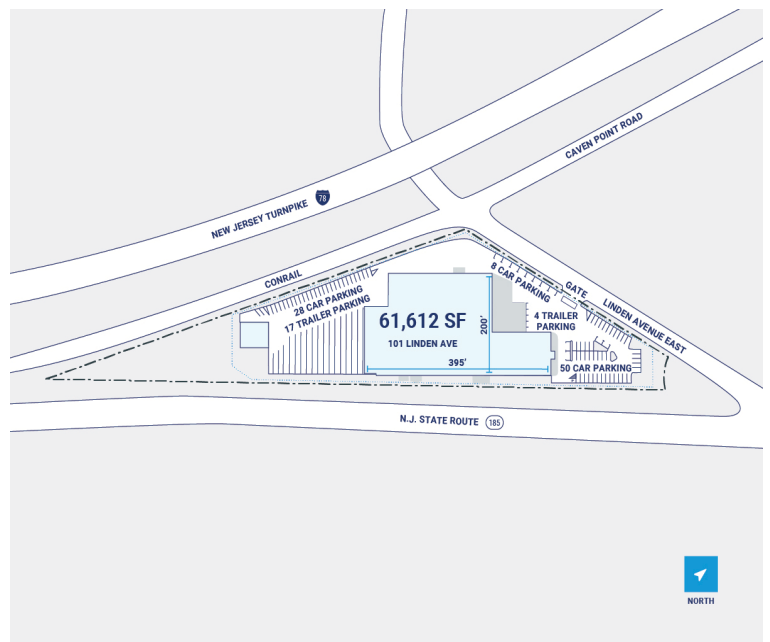 CAVEN POINT ROAD
NEW JERSEY TURNPIKE 78
CONRAIL
8 CAR PARKING
GATE
LINDEN AVENUE EAST
28 CAR PARKING
17 TRAILER PARKING
61,612 SF
101 LINDEN AVE
200'
395'
4 TRAILER
PARKING
50 CAR PARKING
N.J. STATE ROUTE 185
NORTH